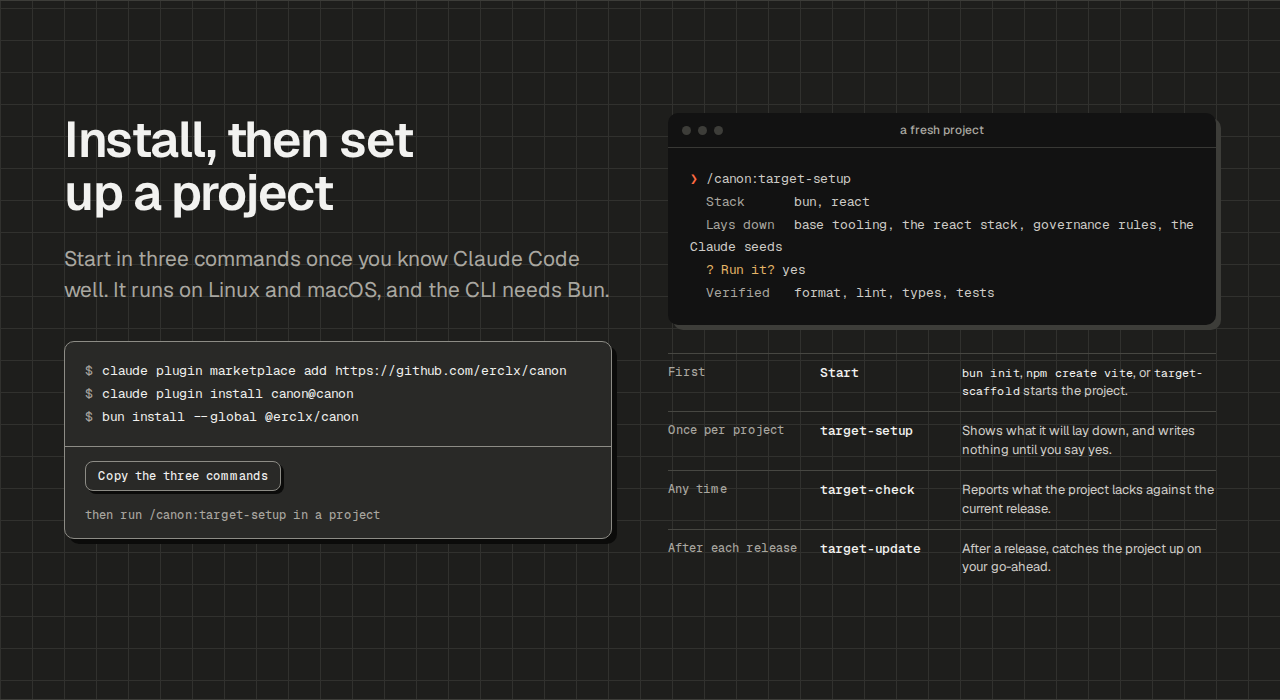 Install, then set
up a project
Start in three commands once you know Claude Code
well. It runs on Linux and macOS, and the CLI needs Bun.
$ claude plugin marketplace add https://github.com/erclx/canon
$ claude plugin install canon@canon
$ bun install --global @erclx/canon
Copy the three commands
then run /canon:target-setup in a project
a fresh project
❯ /canon:target-setup
Stack bun, react
Lays down base tooling, the react stack, governance rules, the
Claude seeds
? Run it? yes
Verified format, lint, types, tests
First Start bun init, npm create vite, or target-
scaffold starts the project.
Once per project target-setup Shows what it will lay down, and writes
nothing until you say yes.
Any time target-check Reports what the project lacks against the
current release.
After each release target-update After a release, catches the project up on
your go-ahead.